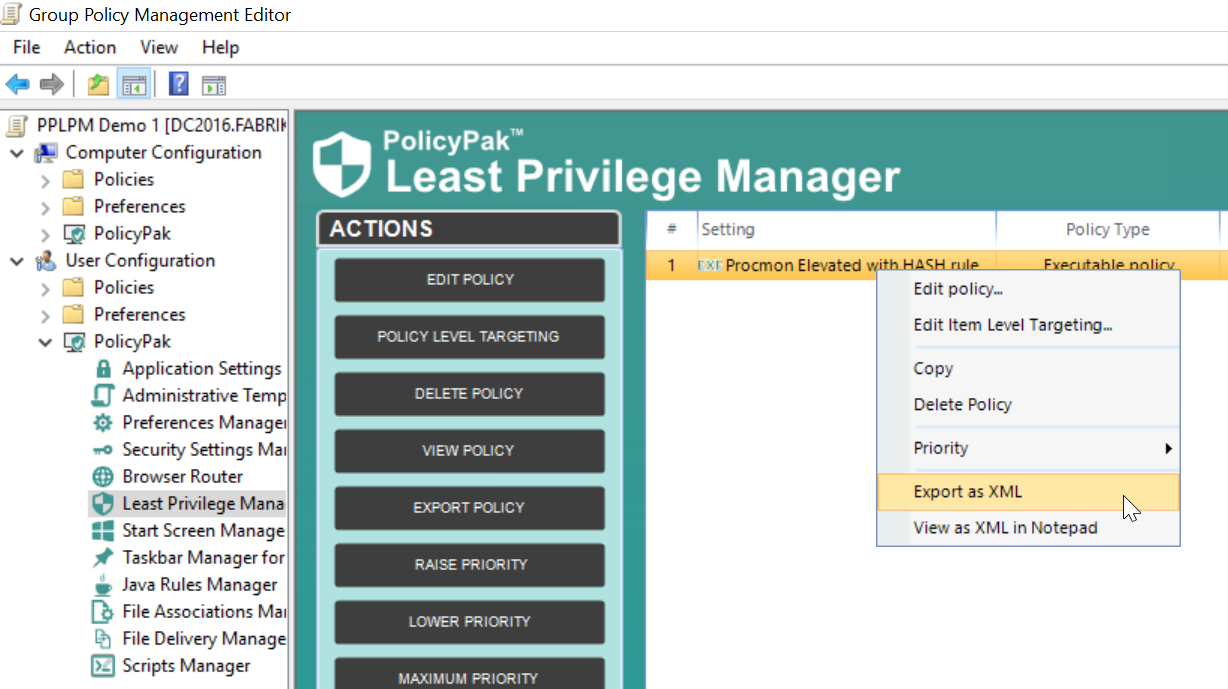 Group Policy Management Editor
File Action View Help
PPLPM Demo 1 [DC2016.FABRIK
Computer Configuration
Policies
Preferences
PolicyPak
User Configuration
Policies
Preferences
PolicyPak
Application Settings
Administrative Temp
Preferences Manager
Security Settings Mar
Browser Router
Least Privilege Mana
Start Screen Manage
Taskbar Manager for
Java Rules Manager
File Associations Mar
File Delivery Manage
Scripts Manager
PolicyPak™
Least Privilege Manager
ACTIONS
EDIT POLICY
POLICY LEVEL TARGETING
DELETE POLICY
VIEW POLICY
EXPORT POLICY
RAISE PRIORITY
LOWER PRIORITY
MAXIMUM PRIORITY
# Setting Policy Type
1 EXE Procmon Elevated with HASH rule Executable policy
Edit policy...
Edit Item Level Targeting...
Copy
Delete Policy
Priority
Export as XML
View as XML in Notepad